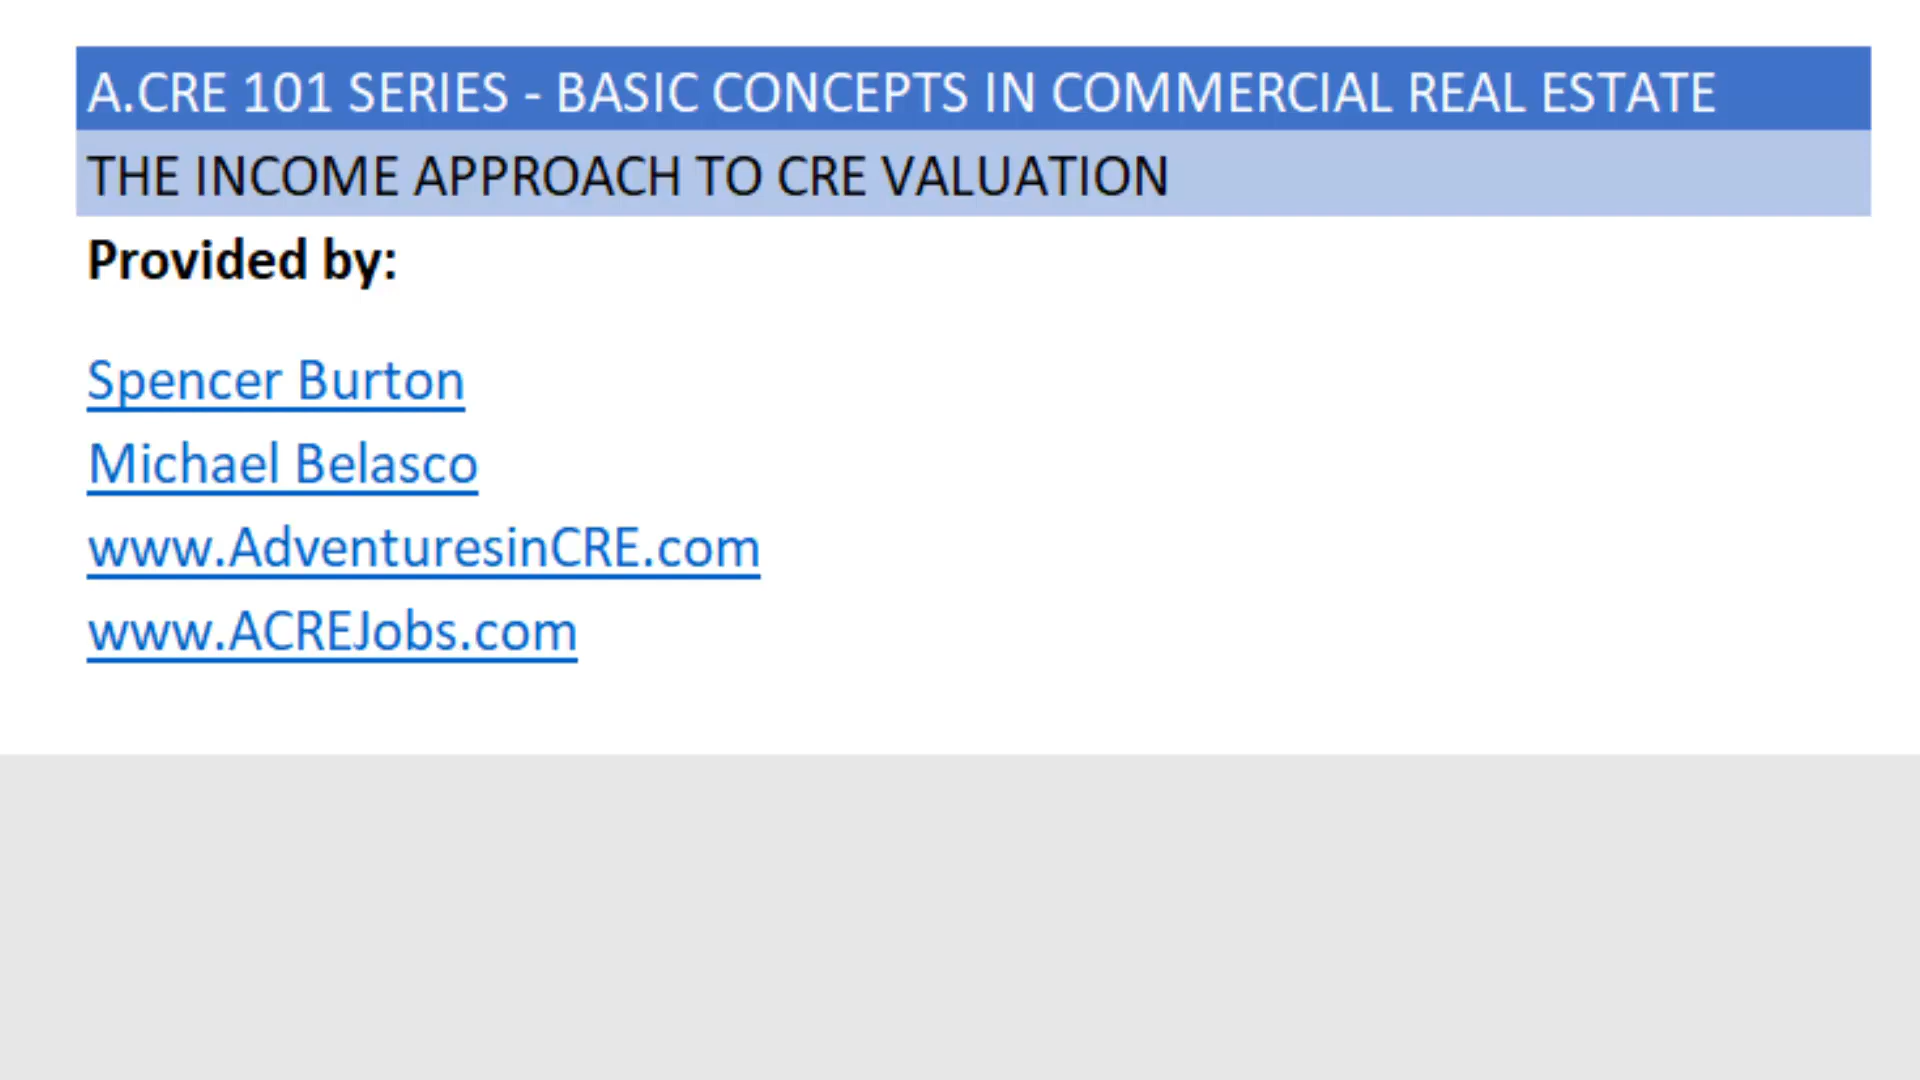 A.CRE 101 SERIES - BASIC CONCEPTS IN COMMERCIAL REAL ESTATE
THE INCOME APPROACH TO CRE VALUATION
Provided by:
Spencer Burton
Michael Belasco
www.AdventuresinCRE.com
www.ACREJobs.com